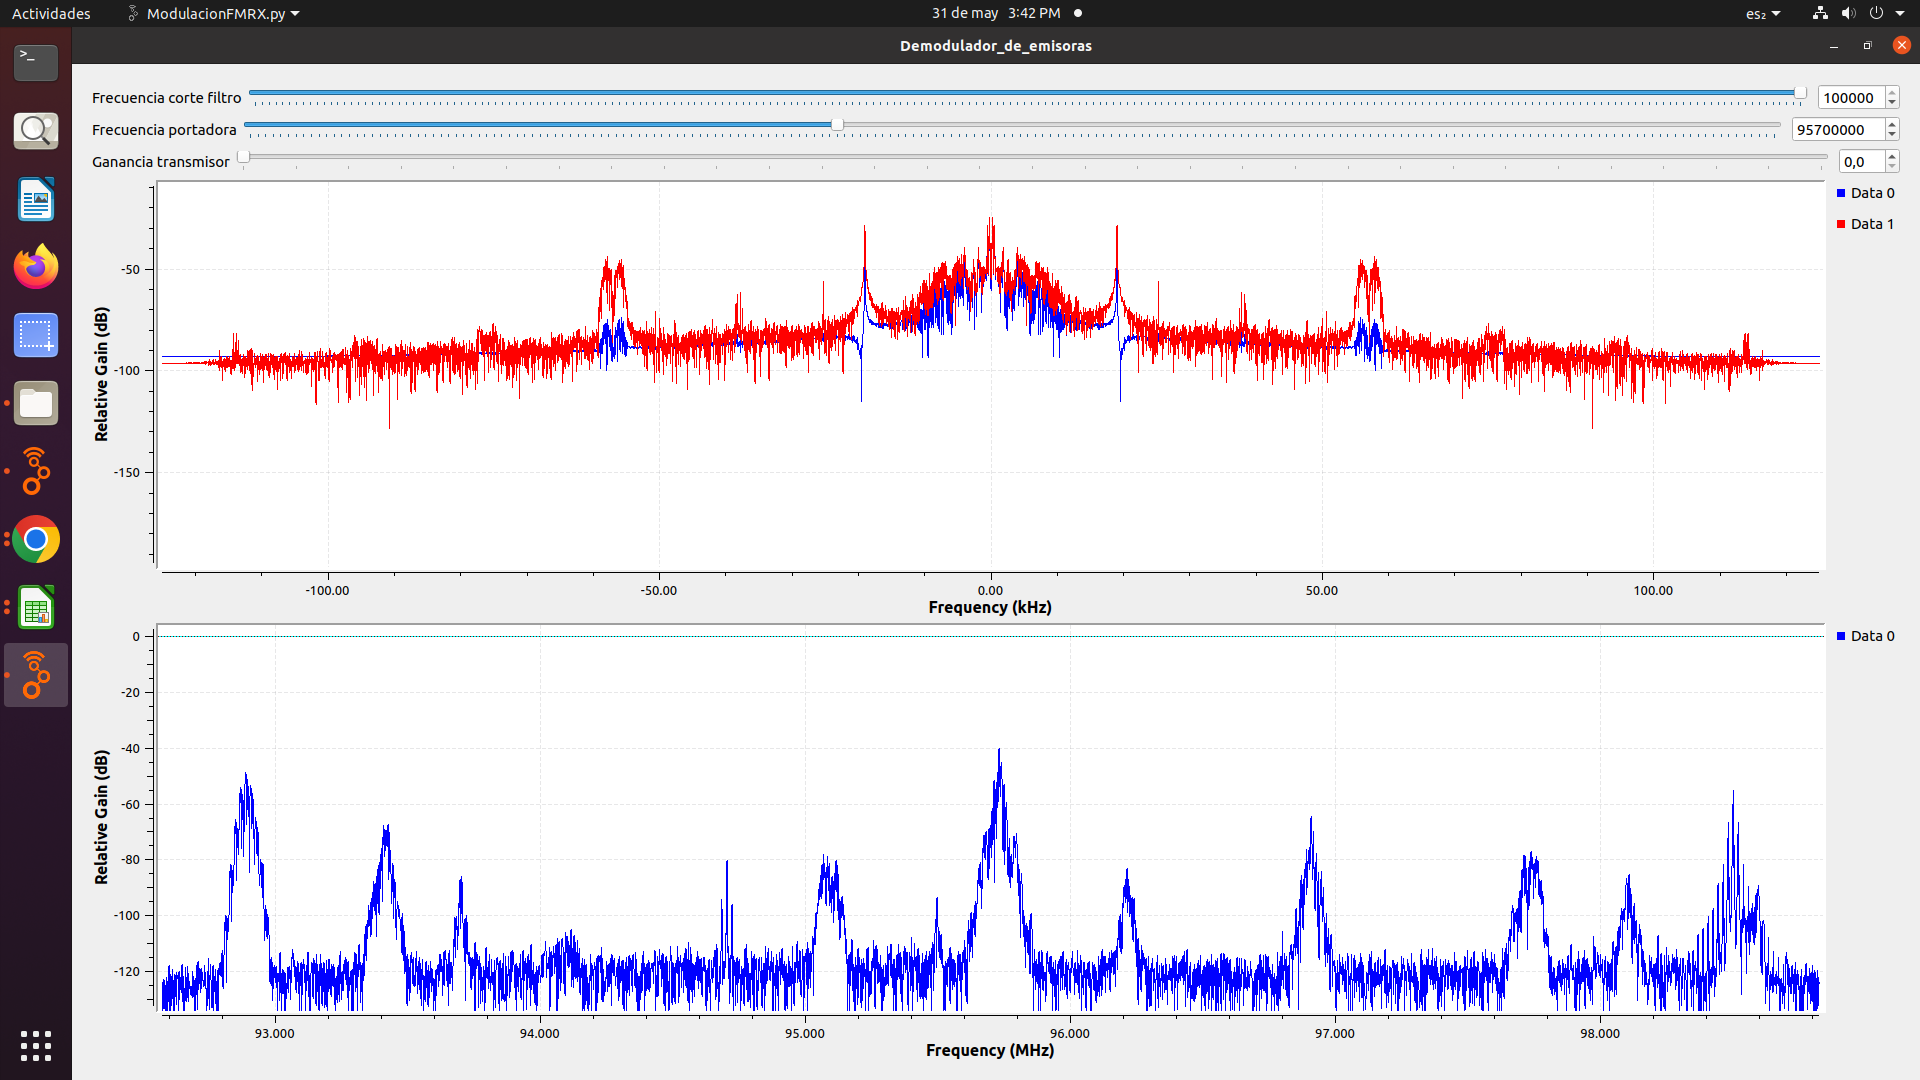 Actividades ModulacionFMRX.py 31 de may 3:42 PM es₂
Demodulador_de_emisoras
Frecuencia corte filtro 100000
Frecuencia portadora 95700000
Ganancia transmisor 0,0
Data 0
Data 1
-50
-100
-150
Relative Gain (dB)
-100.00 -50.00 0.00 50.00 100.00
Frequency (kHz)
Data 0
0
-20
-40
-60
-80
-100
-120
Relative Gain (dB)
93.000 94.000 95.000 96.000 97.000 98.000
Frequency (MHz)